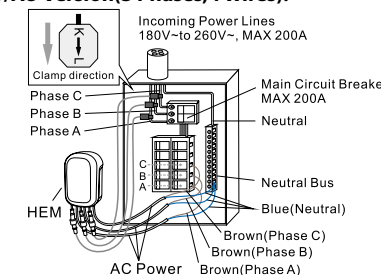 Version(3 Phases, 4 Wires):
Incoming Power Lines
180V~to 260V~, MAX 200A
K
L
Clamp direction
Main Circuit Breake
MAX 200A
Phase C
Phase B
Phase A
Neutral
C
B
A
Neutral Bus
HEM
Blue(Neutral)
Brown(Phase C)
Brown(Phase B)
AC Power
Brown(Phase A)